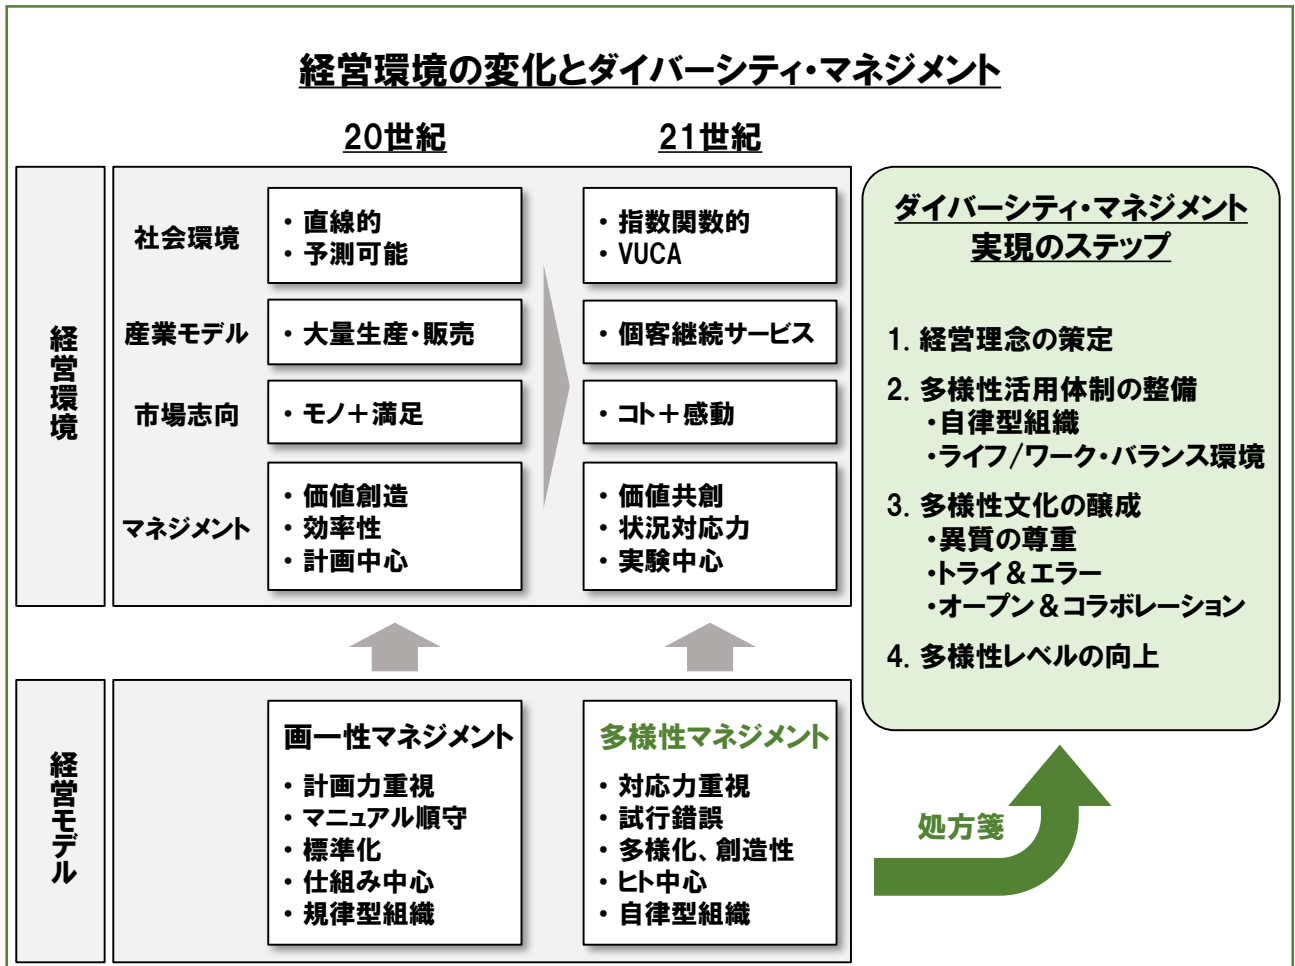 経営環境の変化とダイバーシティ・マネジメント
20世紀
21世紀
経営環境
社会環境
・直線的
・予測可能
・指数関数的
・VUCA
産業モデル
・大量生産・販売
・個客継続サービス
市場志向
・モノ＋満足
・コト＋感動
マネジメント
・価値創造
・効率性
・計画中心
・価値共創
・状況対応力
・実験中心
経営モデル
画一性マネジメント
・計画力重視
・マニュアル順守
・標準化
・仕組み中心
・規律型組織
多様性マネジメント
・対応力重視
・試行錯誤
・多様化、創造性
・ヒト中心
・自律型組織
処方箋
ダイバーシティ・マネジメント
実現のステップ
1. 経営理念の策定
2. 多様性活用体制の整備
・自律型組織
・ライフ/ワーク・バランス環境
3. 多様性文化の醸成
・異質の尊重
・トライ＆エラー
・オープン＆コラボレーション
4. 多様性レベルの向上